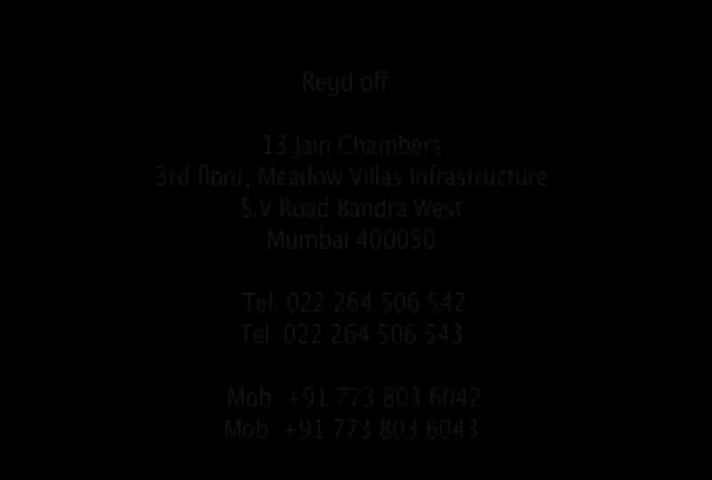 Regd off
13 Jain Chambers
3rd floor, Meadow Villas Infrastructure
S.V Road Bandra West
Mumbai 400050
Tel. 022 264 506 542
Tel. 022 264 506 543
Mob  +91 773 803 6042
Mob  +91 773 803 6043